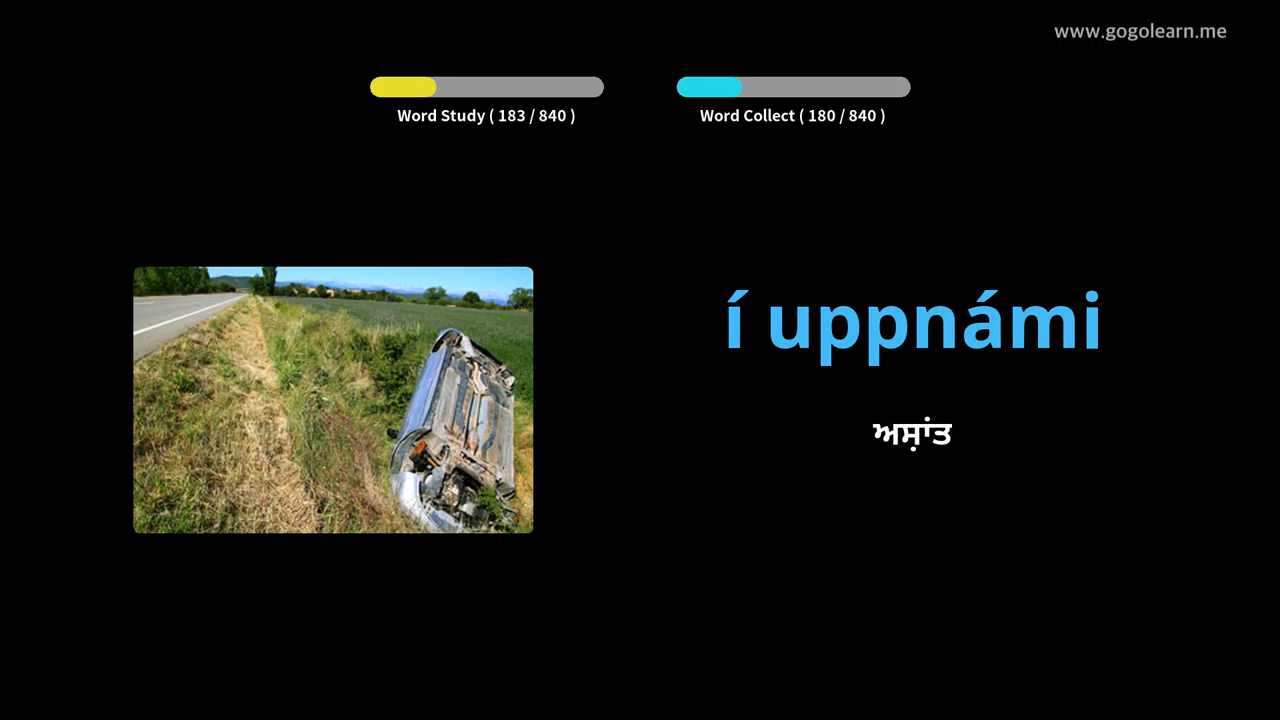 www.gogolearn.me
Word Study ( 183 / 840 )
Word Collect ( 180 / 840 )
í uppnámi
ਅਸ਼ਾਂਤ